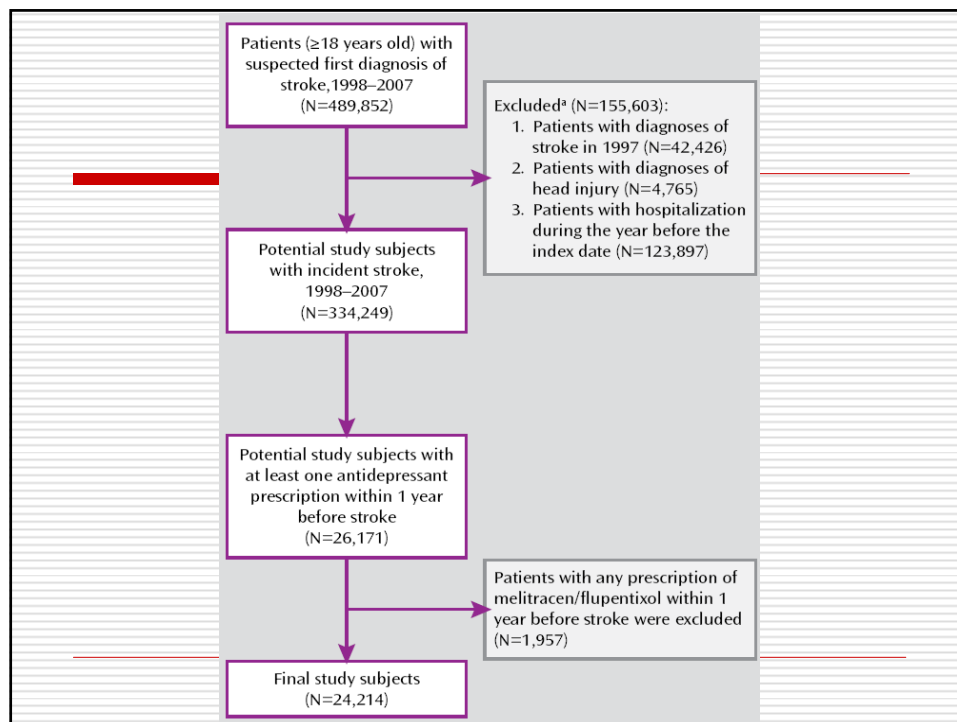 Patients (≥18 years old) with
suspected first diagnosis of
stroke,1998–2007
(N=489,852)
Excludedᵃ (N=155,603):
1. Patients with diagnoses of
stroke in 1997 (N=42,426)
2. Patients with diagnoses of
head injury (N=4,765)
3. Patients with hospitalization
during the year before the
index date (N=123,897)
Potential study subjects
with incident stroke,
1998–2007
(N=334,249)
Potential study subjects with
at least one antidepressant
prescription within 1 year
before stroke
(N=26,171)
Patients with any prescription of
melitracen/flupentixol within 1
year before stroke were excluded
(N=1,957)
Final study subjects
(N=24,214)